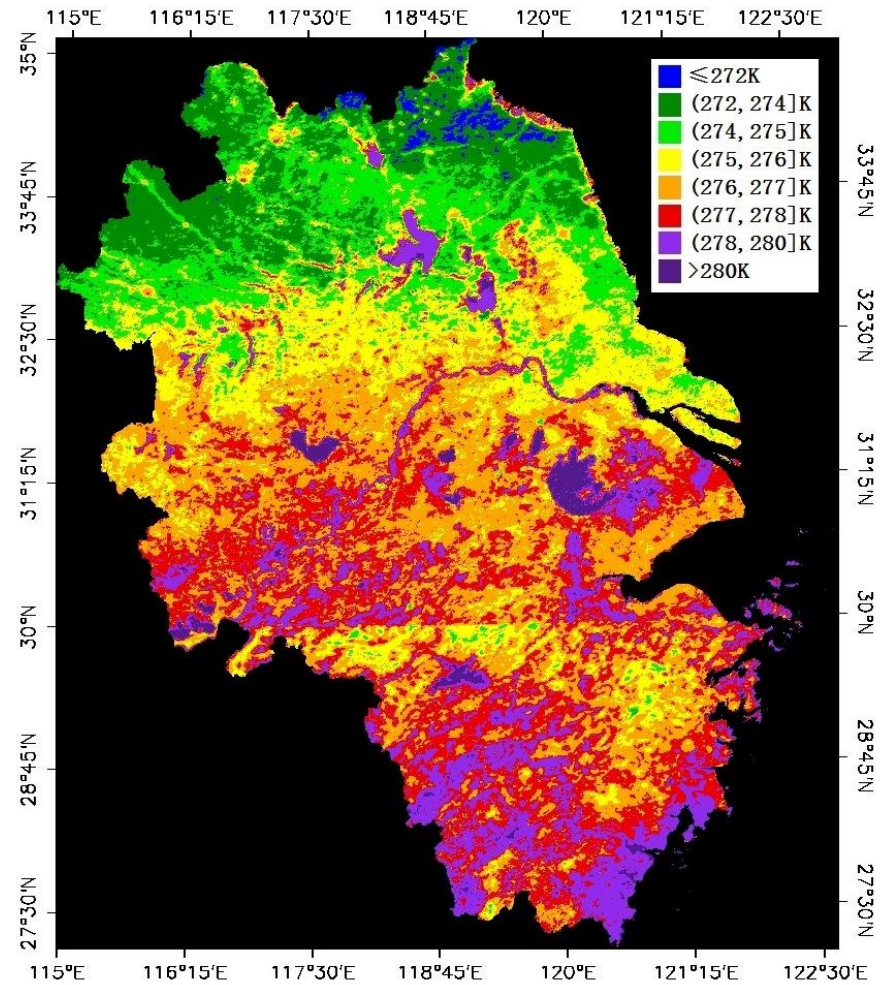 115°E 116°15'E 117°30'E 118°45'E 120°E 121°15'E 122°30'E
≤272K
(272, 274]K
(274, 275]K
(275, 276]K
(276, 277]K
(277, 278]K
(278, 280]K
>280K
35°N
33°45'N
32°30'N
31°15'N
30°N
28°45'N
27°30'N
33°45'N
32°30'N
31°15'N
30°N
28°45'N
27°30'N
115°E 116°15'E 117°30'E 118°45'E 120°E 121°15'E 122°30'E